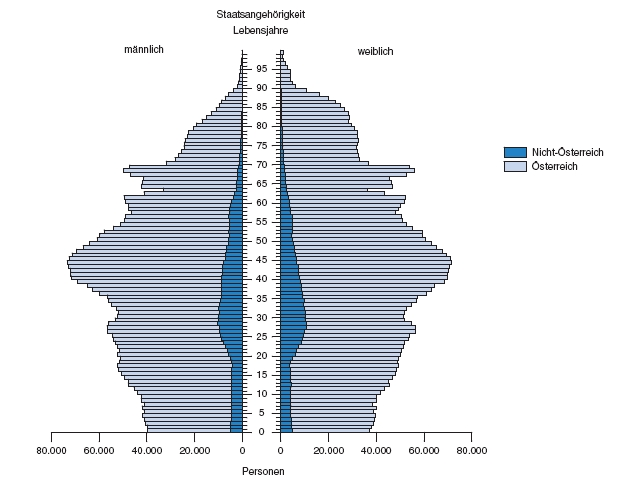 Staatsangehörigkeit
Lebensjahre
männlich
weiblich
95
90
85
80
75
70
65
60
55
50
45
40
35
30
25
20
15
10
5
0
Nicht-Österreich
Österreich
80.000 60.000 40.000 20.000 0 0 20.000 40.000 60.000 80.000
Personen